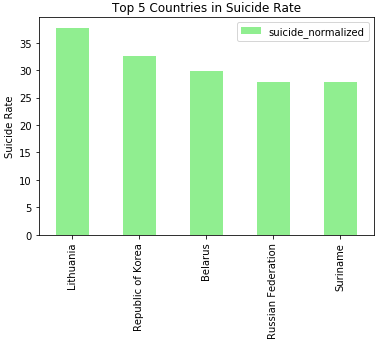 Top 5 Countries in Suicide Rate
suicide_normalized
Suicide Rate
35
30
25
20
15
10
5
0
Lithuania
Republic of Korea
Belarus
Russian Federation
Suriname